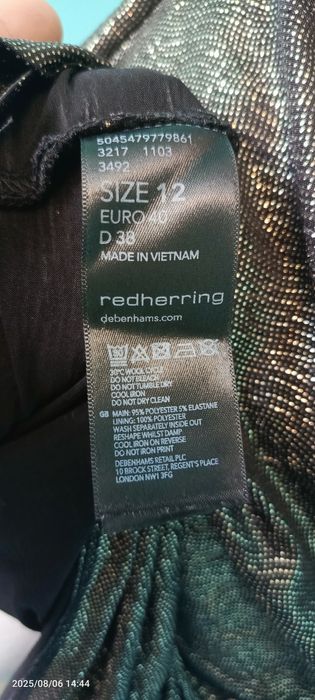 5045479779861
3217 1103
3492
SIZE 12
EURO 40
D 38
MADE IN VIETNAM
redherring
debenhams.com
30°C WOOL CYCLE
DO NOT BLEACH
DO NOT TUMBLE DRY
COOL IRON
DO NOT DRY CLEAN
GB MAIN: 95% POLYESTER 5% ELASTANE
LINING: 100% POLYESTER
WASH SEPARATELY INSIDE OUT
RESHAPE WHILST DAMP
COOL IRON ON REVERSE
DO NOT IRON PRINT
DEBENHAMS RETAIL PLC
10 BROCK STREET, REGENT'S PLACE
LONDON NW1 3FG
2025/08/06 14:44